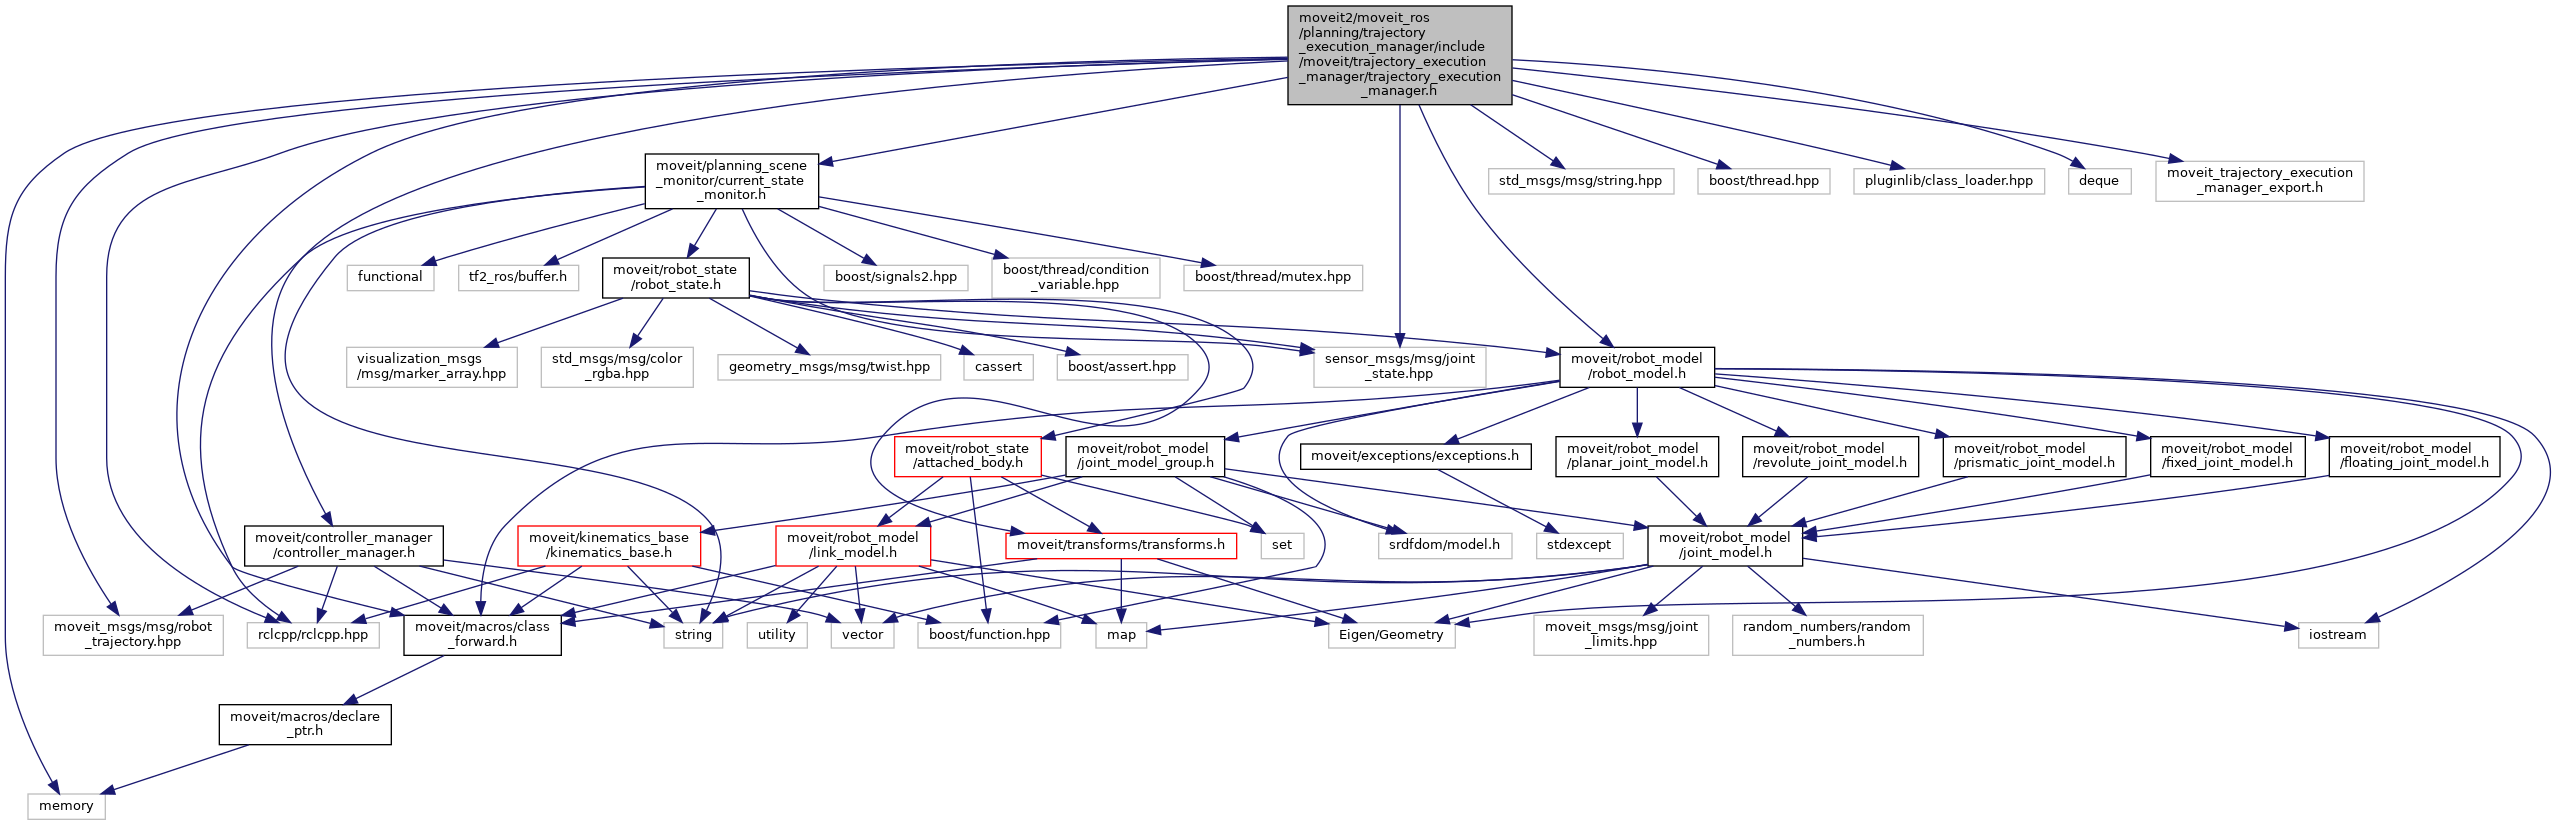 moveit2/moveit_ros
/planning/trajectory
_execution_manager/include
/moveit/trajectory_execution
_manager/trajectory_execution
_manager.h
moveit/planning_scene
_monitor/current_state
_monitor.h
std_msgs/msg/string.hpp
boost/thread.hpp
pluginlib/class_loader.hpp
deque
moveit_trajectory_execution
_manager_export.h
functional
tf2_ros/buffer.h
moveit/robot_state
/robot_state.h
boost/signals2.hpp
boost/thread/condition
_variable.hpp
boost/thread/mutex.hpp
visualization_msgs
/msg/marker_array.hpp
std_msgs/msg/color
_rgba.hpp
geometry_msgs/msg/twist.hpp
cassert
boost/assert.hpp
sensor_msgs/msg/joint
_state.hpp
moveit/robot_model
/robot_model.h
moveit/robot_state
/attached_body.h
moveit/robot_model
/joint_model_group.h
moveit/exceptions/exceptions.h
moveit/robot_model
/planar_joint_model.h
moveit/robot_model
/revolute_joint_model.h
moveit/robot_model
/prismatic_joint_model.h
moveit/robot_model
/fixed_joint_model.h
moveit/robot_model
/floating_joint_model.h
moveit/controller_manager
/controller_manager.h
moveit/kinematics_base
/kinematics_base.h
moveit/robot_model
/link_model.h
moveit/transforms/transforms.h
set
srdfdom/model.h
stdexcept
moveit/robot_model
/joint_model.h
moveit_msgs/msg/robot
_trajectory.hpp
rclcpp/rclcpp.hpp
moveit/macros/class
_forward.h
string
utility
vector
boost/function.hpp
map
Eigen/Geometry
moveit_msgs/msg/joint
_limits.hpp
random_numbers/random
_numbers.h
iostream
moveit/macros/declare
_ptr.h
memory